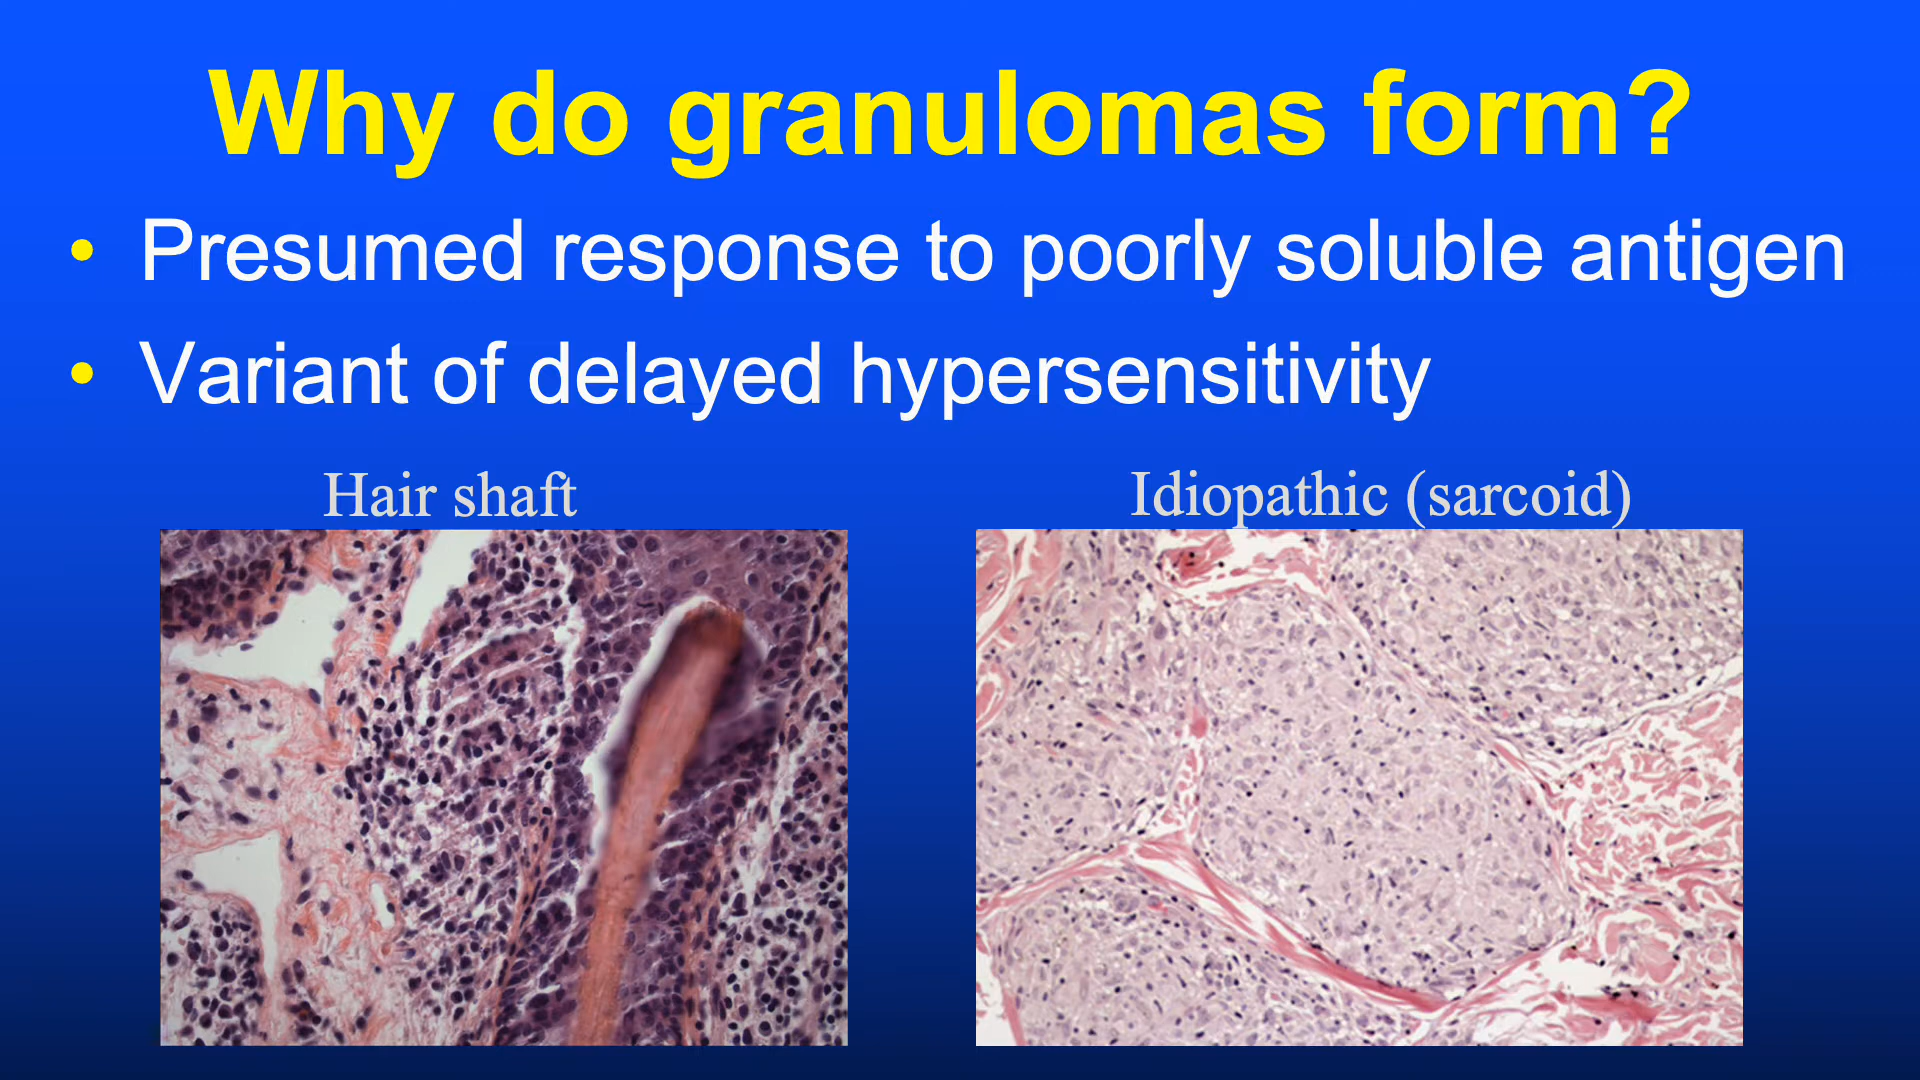 Why do granulomas form?
• Presumed response to poorly soluble antigen
• Variant of delayed hypersensitivity
Hair shaft
Idiopathic (sarcoid)